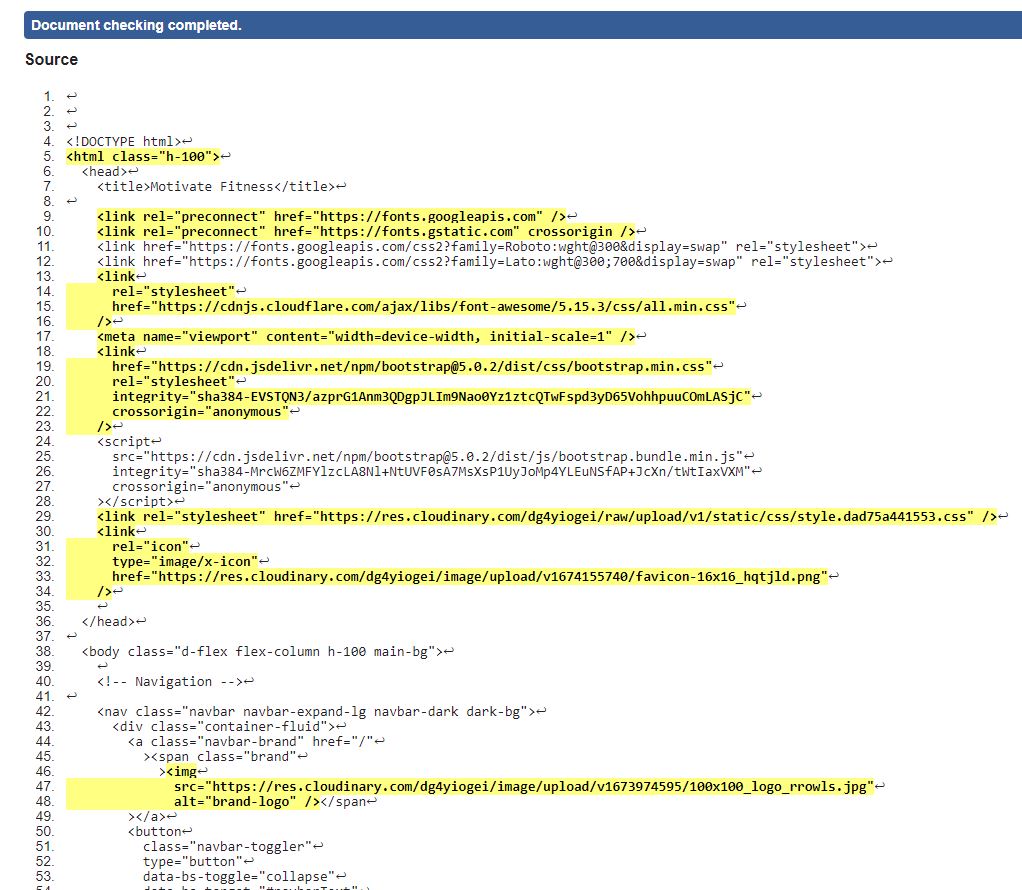 Document checking completed.
Source
1. ↩
2. ↩
3. ↩
4. <!DOCTYPE html>↩
5. <html class="h-100">↩
6. <head>↩
7. <title>Motivate Fitness</title>↩
8. ↩
9. <link rel="preconnect" href="https://fonts.googleapis.com" />↩
10. <link rel="preconnect" href="https://fonts.gstatic.com" crossorigin />↩
11. <link href="https://fonts.googleapis.com/css2?family=Roboto:wght@300&display=swap" rel="stylesheet">↩
12. <link href="https://fonts.googleapis.com/css2?family=Lato:wght@300;700&display=swap" rel="stylesheet">↩
13. <link↩
14. rel="stylesheet"↩
15. href="https://cdnjs.cloudflare.com/ajax/libs/font-awesome/5.15.3/css/all.min.css"↩
16. />↩
17. <meta name="viewport" content="width=device-width, initial-scale=1" />↩
18. <link↩
19. href="https://cdn.jsdelivr.net/npm/bootstrap@5.0.2/dist/css/bootstrap.min.css"↩
20. rel="stylesheet"↩
21. integrity="sha384-EVSTQN3/azprG1Anm3QDgpJLIm9Nao0Yz1ztcQTwFspd3yD65VohhpuuCOmLASjC"↩
22. crossorigin="anonymous"↩
23. />↩
24. <script↩
25. src="https://cdn.jsdelivr.net/npm/bootstrap@5.0.2/dist/js/bootstrap.bundle.min.js"↩
26. integrity="sha384-MrcW6ZMFYlzcLA8Nl+NtUVF0sA7MsXsP1UyJoMp4YLEuNSfAP+JcXn/tWtIaxVXM"↩
27. crossorigin="anonymous"↩
28. ></script>↩
29. <link rel="stylesheet" href="https://res.cloudinary.com/dg4yiogei/raw/upload/v1/static/css/style.dad75a441553.css" />↩
30. <link↩
31. rel="icon"↩
32. type="image/x-icon"↩
33. href="https://res.cloudinary.com/dg4yiogei/image/upload/v1674155740/favicon-16x16_hqtjld.png"↩
34. />↩
35. ↩
36. </head>↩
37. ↩
38. <body class="d-flex flex-column h-100 main-bg">↩
39. ↩
40. <!-- Navigation -->↩
41. ↩
42. <nav class="navbar navbar-expand-lg navbar-dark dark-bg">↩
43. <div class="container-fluid">↩
44. <a class="navbar-brand" href="/"↩
45. ><span class="brand"↩
46. ><img↩
47. src="https://res.cloudinary.com/dg4yiogei/image/upload/v1673974595/100x100_logo_rrowls.jpg"↩
48. alt="brand-logo" /></span↩
49. ></a>↩
50. <button↩
51. class="navbar-toggler"↩
52. type="button"↩
53. data-bs-toggle="collapse"↩